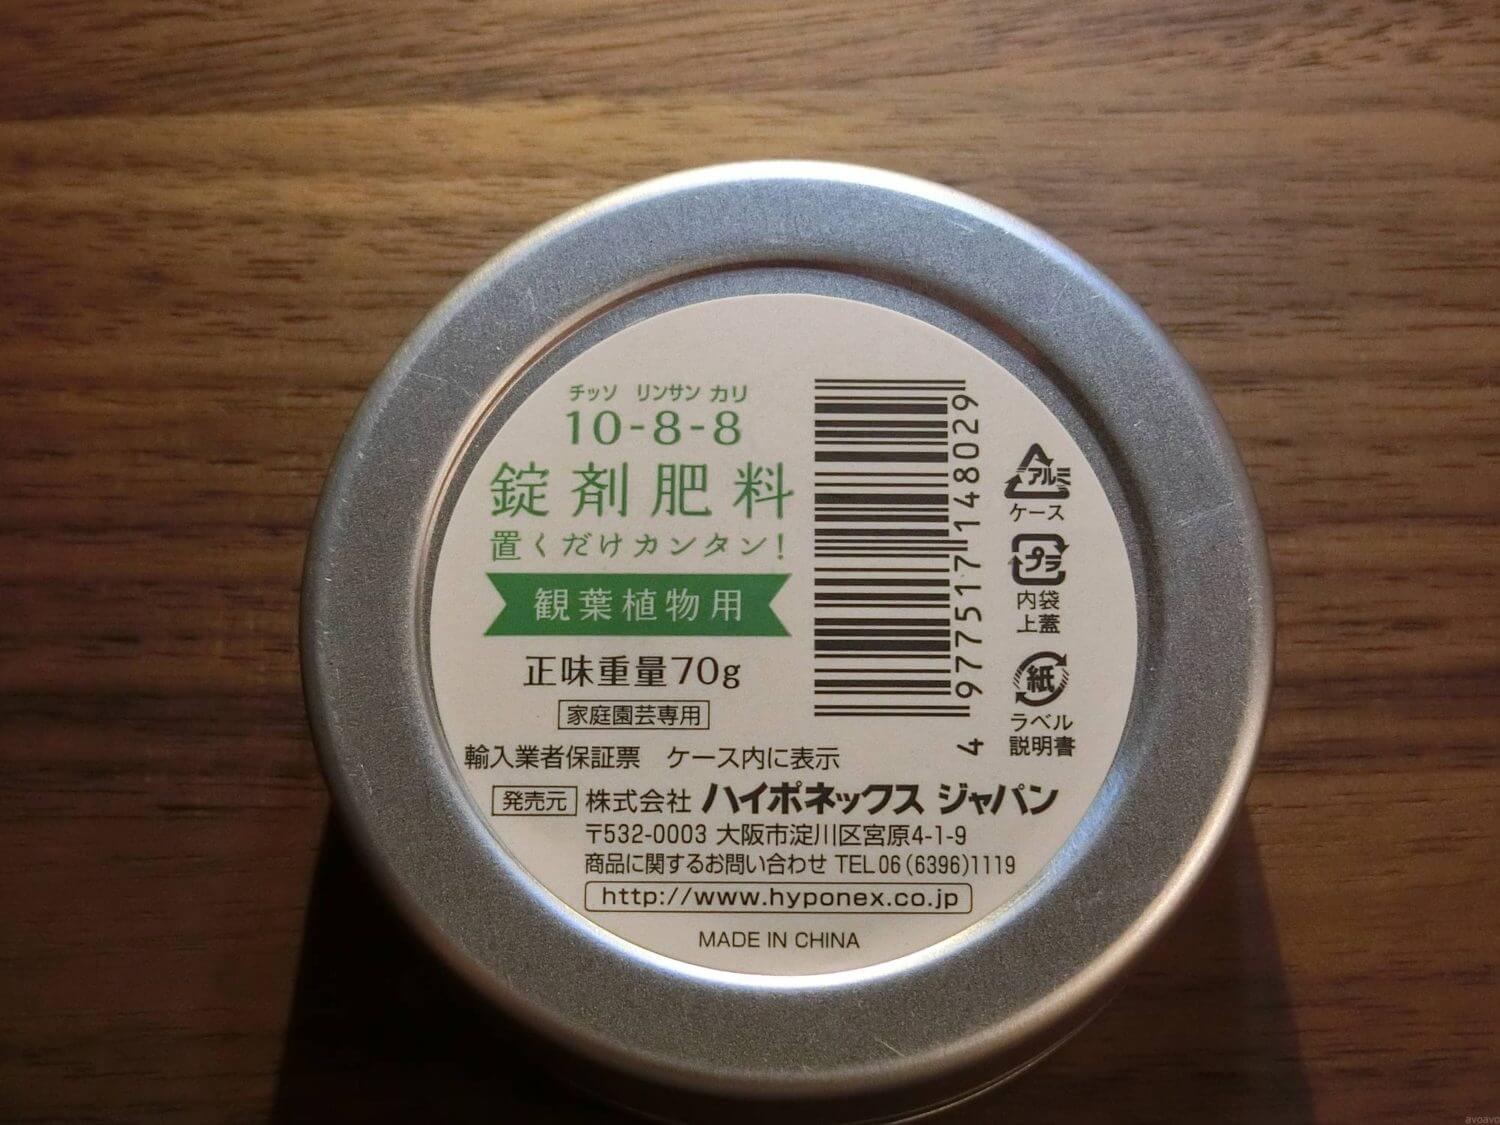 チッソ リンサン カリ
10-8-8
錠剤肥料
置くだけカンタン!
観葉植物用
正味重量70g
家庭園芸専用
輸入業者保証票 ケース内に表示
発売元 株式会社 ハイポネックス ジャパン
〒532-0003 大阪市淀川区宮原4-1-9
商品に関するお問い合わせ TEL 06(6396)1119
http://www.hyponex.co.jp
MADE IN CHINA
4 977517 148029
アルミ
ケース
プラ
内袋
上蓋
紙
ラベル
説明書
avoavo